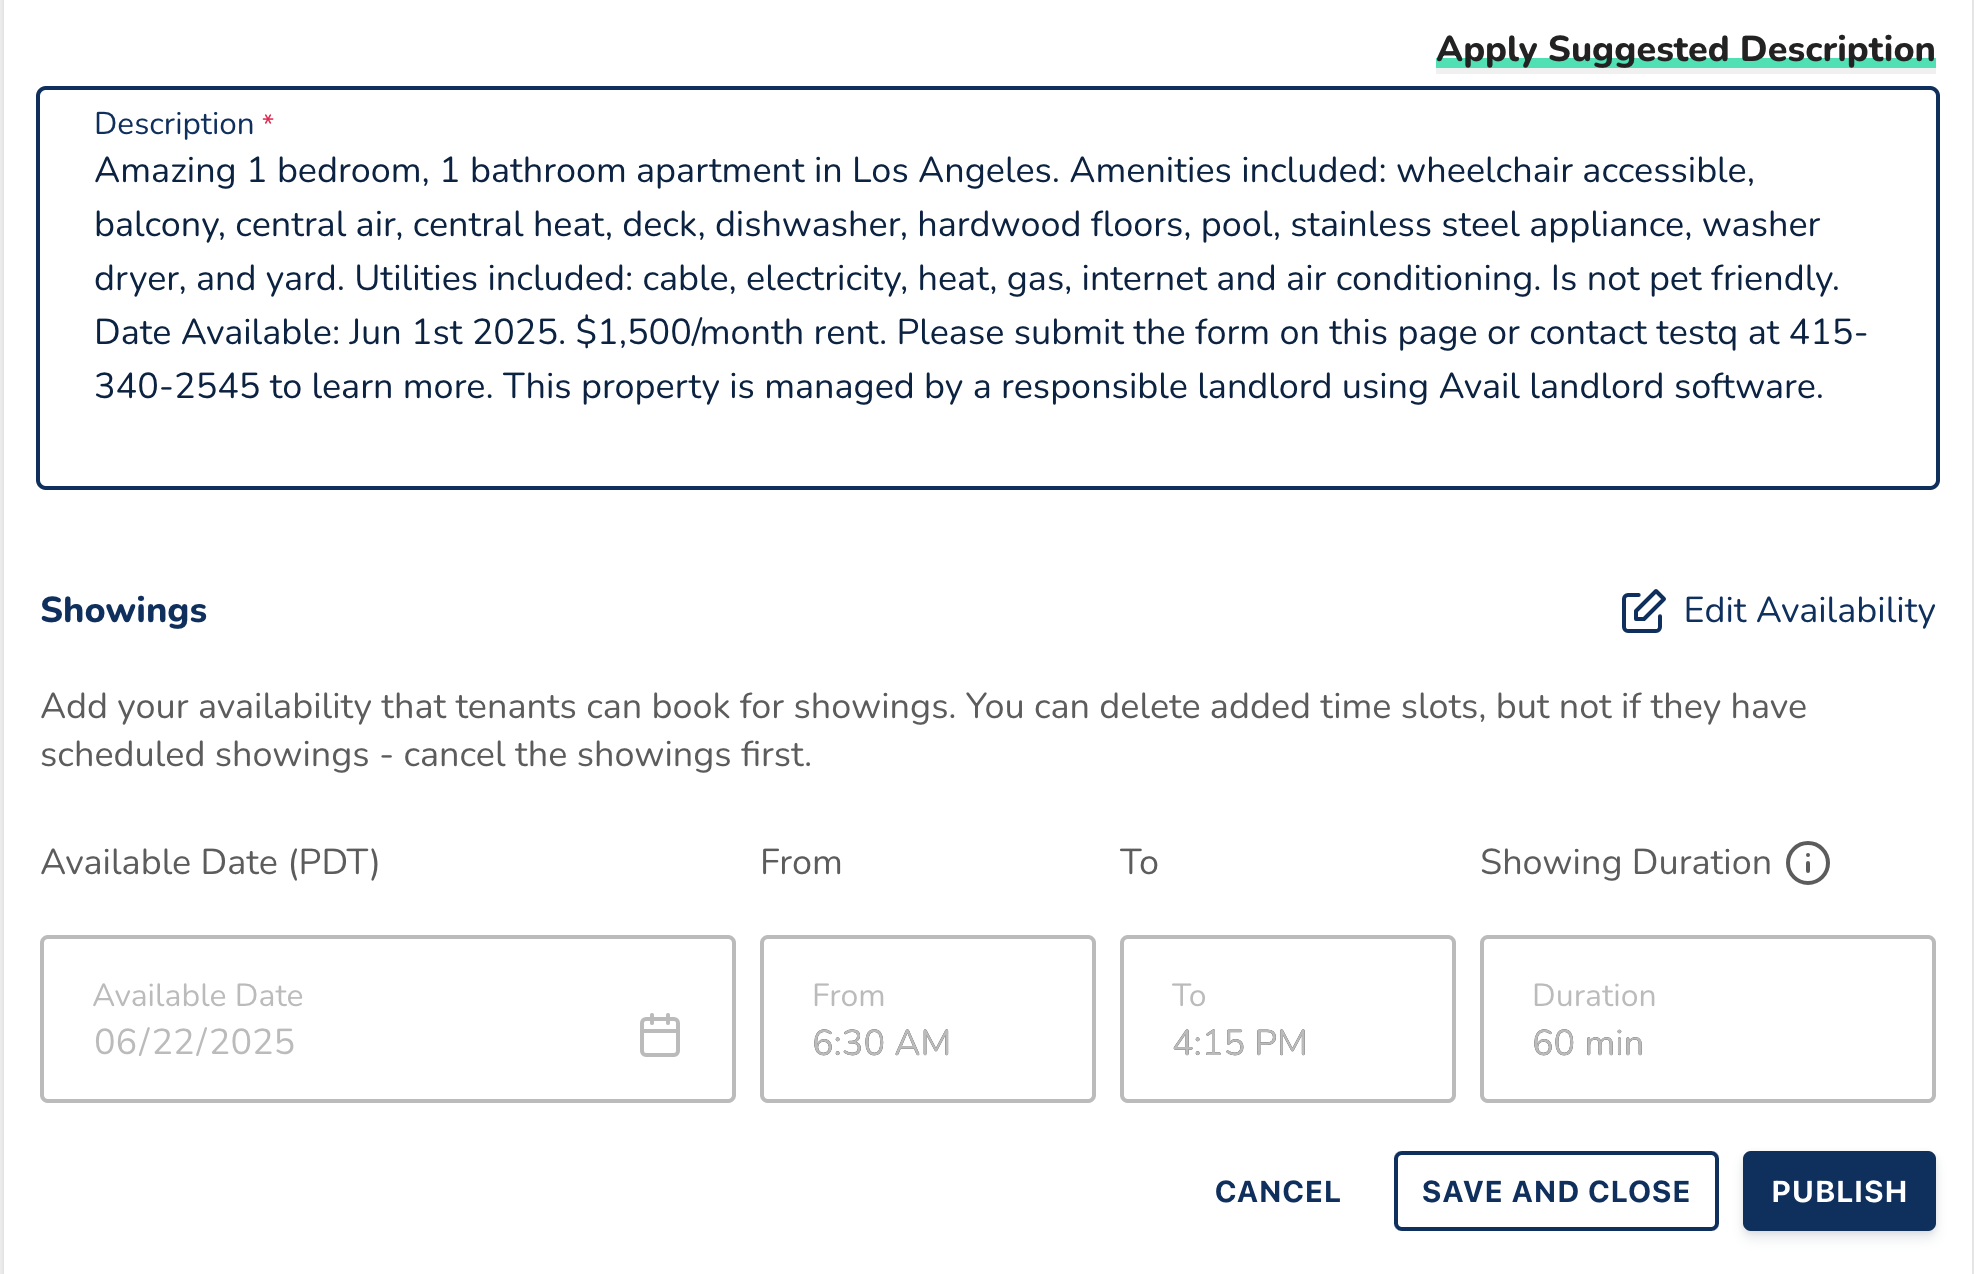 Apply Suggested Description
Description *
Amazing 1 bedroom, 1 bathroom apartment in Los Angeles. Amenities included: wheelchair accessible,
balcony, central air, central heat, deck, dishwasher, hardwood floors, pool, stainless steel appliance, washer
dryer, and yard. Utilities included: cable, electricity, heat, gas, internet and air conditioning. Is not pet friendly.
Date Available: Jun 1st 2025. $1,500/month rent. Please submit the form on this page or contact testq at 415-
340-2545 to learn more. This property is managed by a responsible landlord using Avail landlord software.
Showings
Edit Availability
Add your availability that tenants can book for showings. You can delete added time slots, but not if they have
scheduled showings - cancel the showings first.
Available Date (PDT)
From
To
Showing Duration
Available Date
06/22/2025
From
6:30 AM
To
4:15 PM
Duration
60 min
CANCEL
SAVE AND CLOSE
PUBLISH